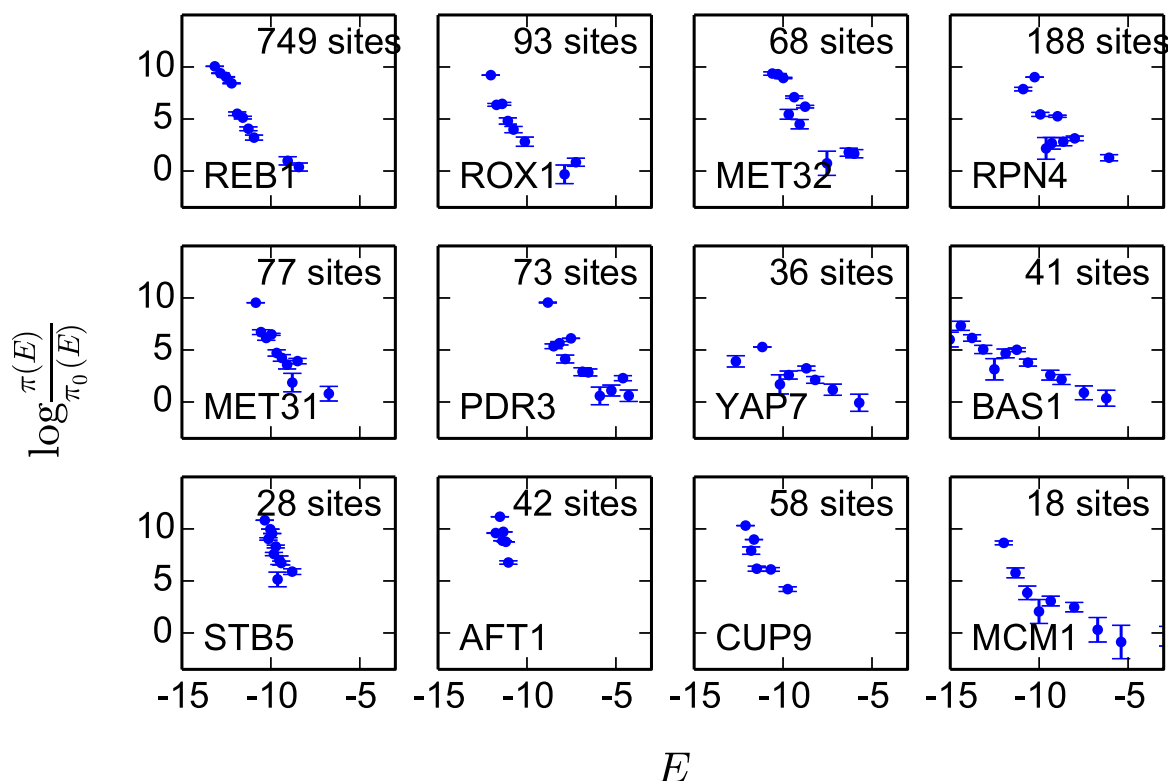 749 sites
93 sites
68 sites
188 sites
10
5
0
REB1
ROX1
MET32
RPN4
77 sites
73 sites
36 sites
41 sites
10
5
0
MET31
PDR3
YAP7
BAS1
log π(E)/π₀(E)
28 sites
42 sites
58 sites
18 sites
10
5
0
STB5
AFT1
CUP9
MCM1
-15 -10 -5 -15 -10 -5 -15 -10 -5 -15 -10 -5
E